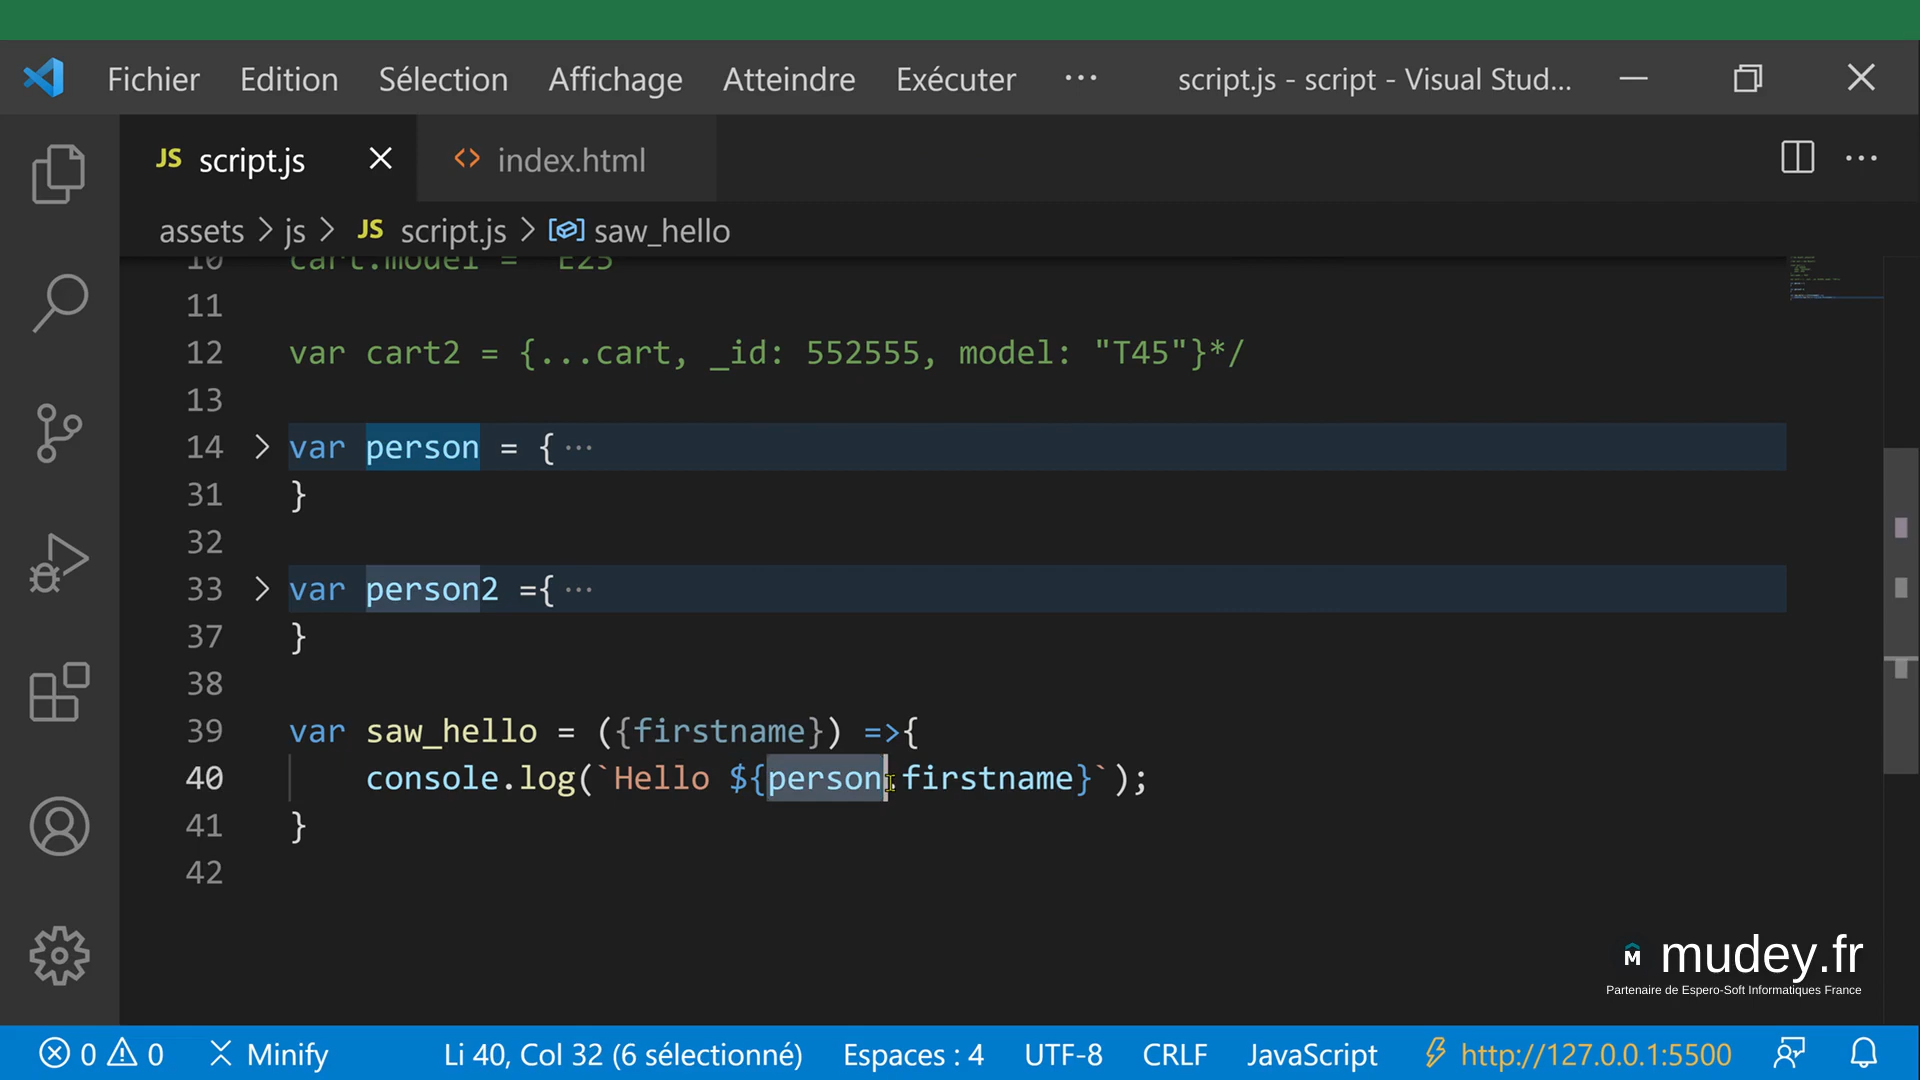 Fichier Edition Sélection Affichage Atteindre Exécuter ··· script.js - script - Visual Stud...
JS script.js index.html
assets > js > JS script.js > saw_hello
10 cart.model = "E25"
11
12 var cart2 = {...cart, _id: 552555, model: "T45"}*/
13
14 var person = {···
31 }
32
33 var person2 ={···
37 }
38
39 var saw_hello = ({firstname}) =>{
40 console.log(`Hello ${person.firstname}`);
41 }
42
M mudey.fr
Partenaire de Espero-Soft Informatiques France
0 0 Minify Li 40, Col 32 (6 sélectionné) Espaces : 4 UTF-8 CRLF JavaScript http://127.0.0.1:5500